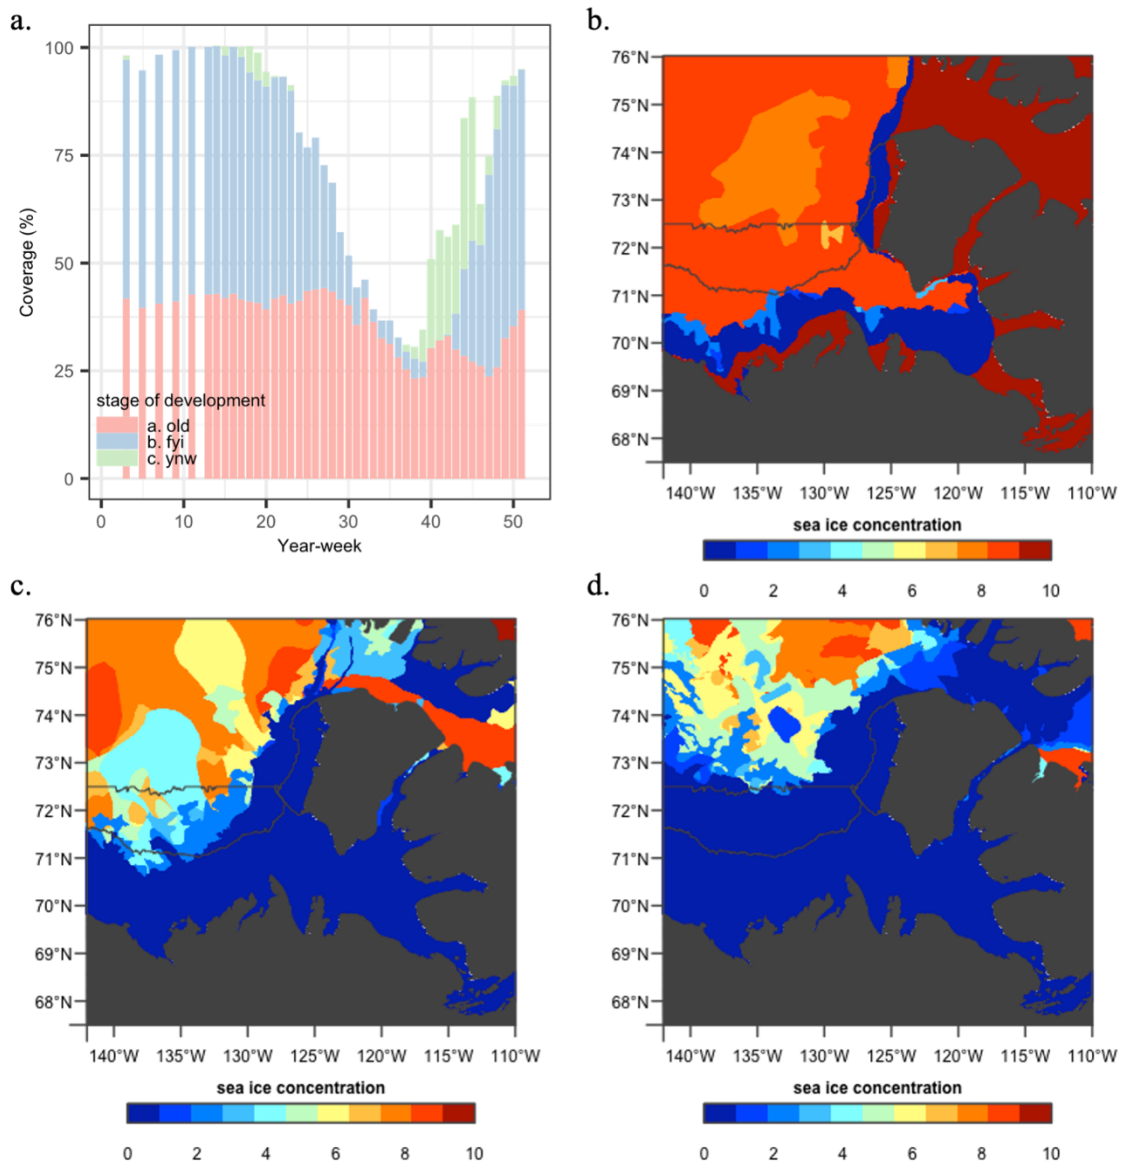 a.
100
75
50
25
0
Coverage (%)
stage of development
a. old
b. fyi
c. ynw
0 10 20 30 40 50
Year-week
b.
76°N
75°N
74°N
73°N
72°N
71°N
70°N
69°N
68°N
140°W 135°W 130°W 125°W 120°W 115°W 110°W
sea ice concentration
0 2 4 6 8 10
c.
76°N
75°N
74°N
73°N
72°N
71°N
70°N
69°N
68°N
140°W 135°W 130°W 125°W 120°W 115°W 110°W
sea ice concentration
0 2 4 6 8 10
d.
76°N
75°N
74°N
73°N
72°N
71°N
70°N
69°N
68°N
140°W 135°W 130°W 125°W 120°W 115°W 110°W
sea ice concentration
0 2 4 6 8 10